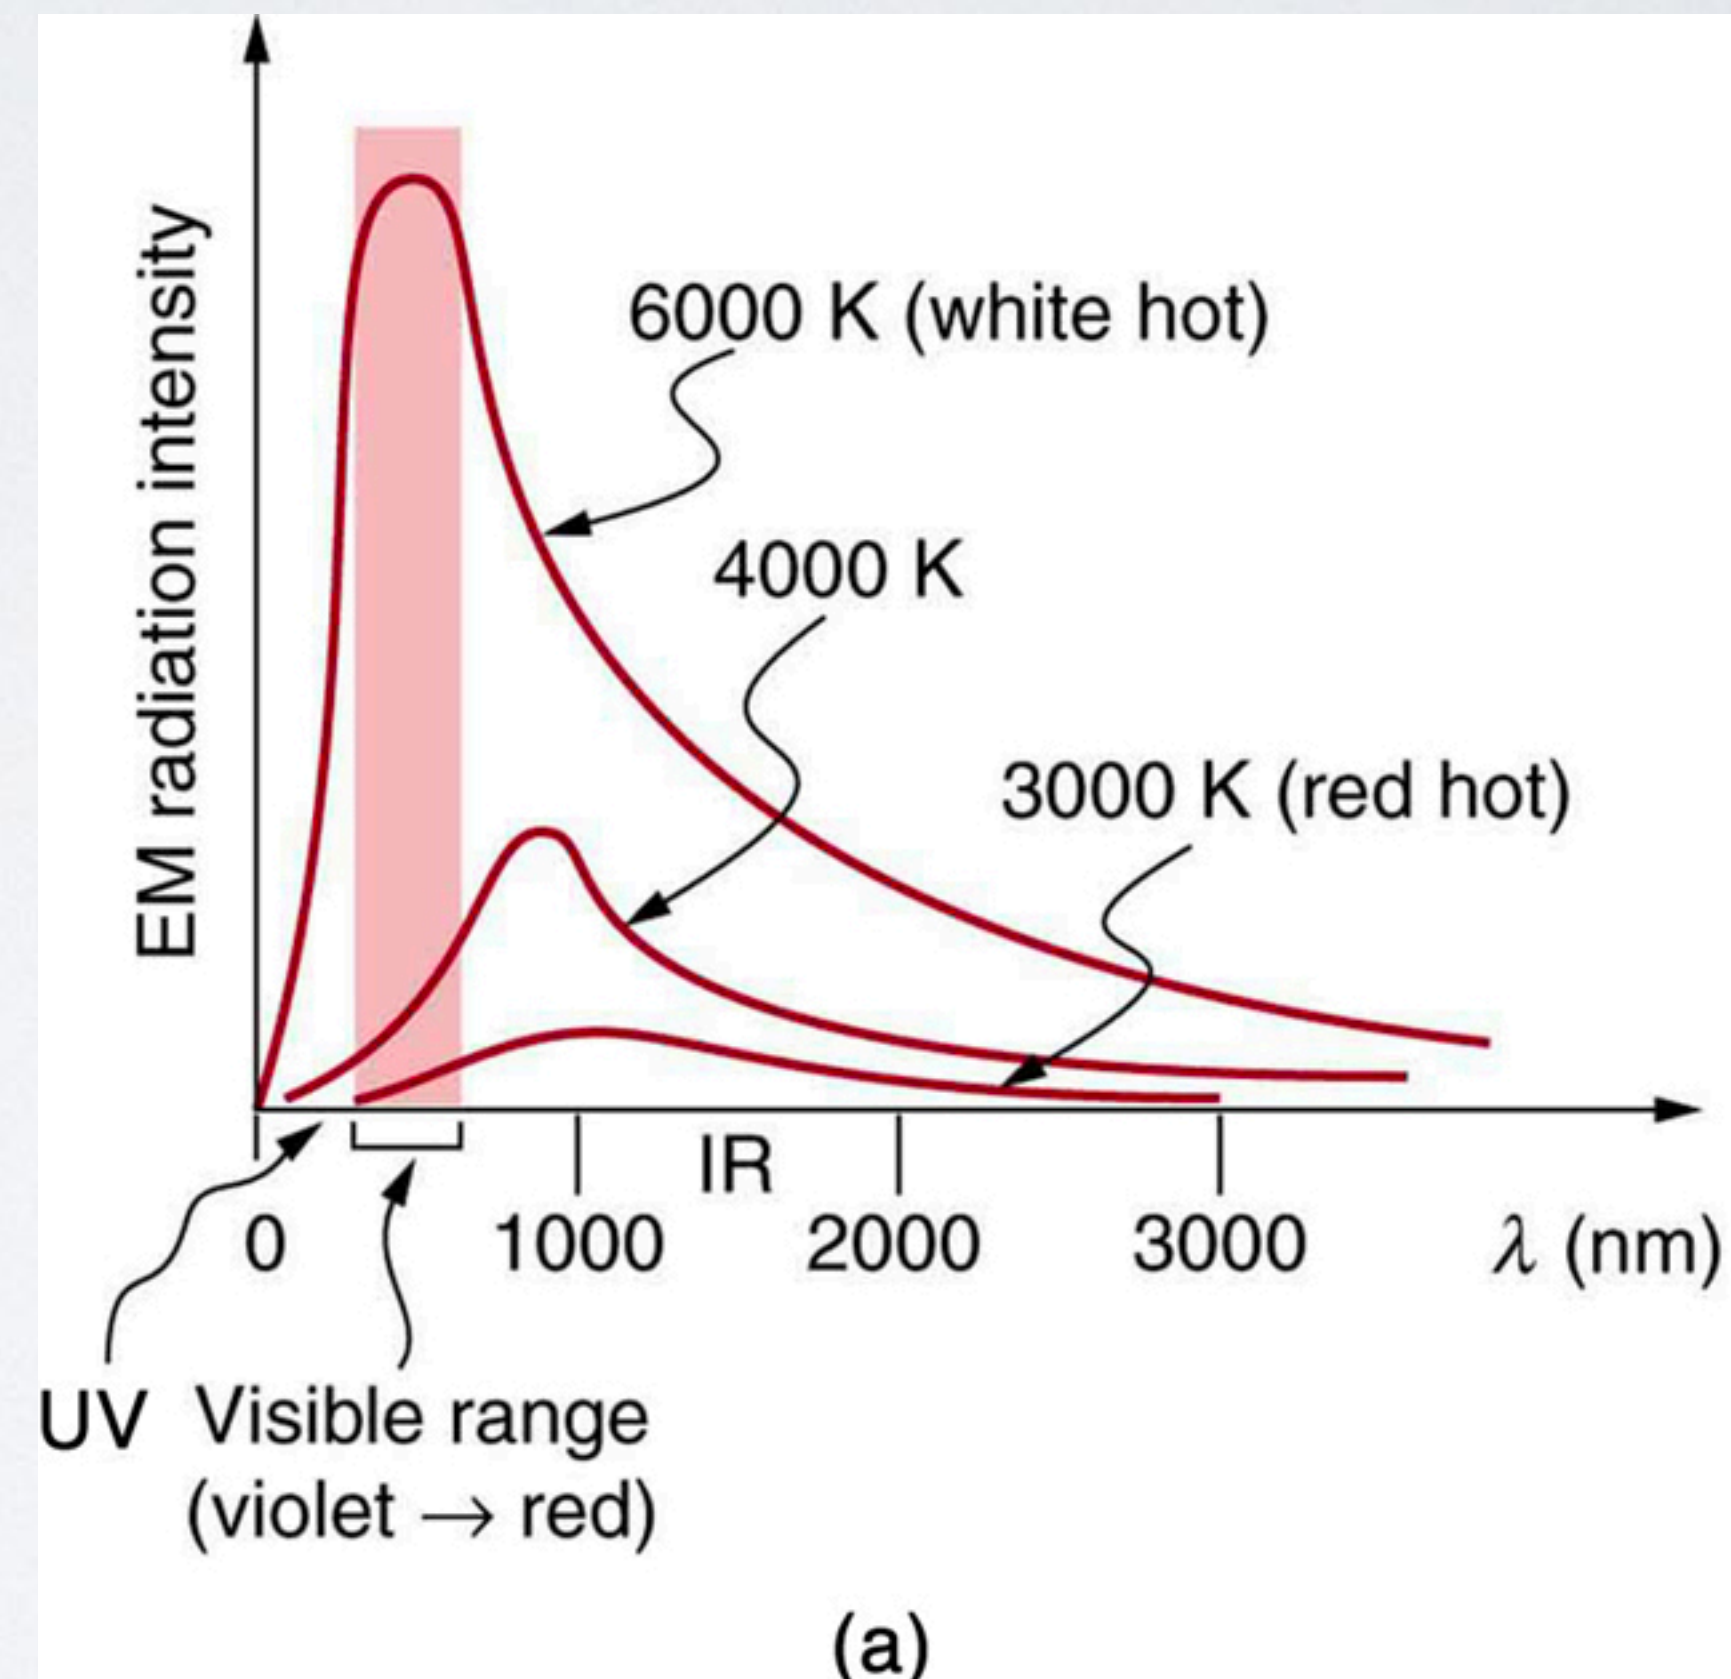 EM radiation intensity
6000 K (white hot)
4000 K
3000 K (red hot)
IR
0 1000 2000 3000 λ (nm)
UV Visible range
(violet → red)
(a)